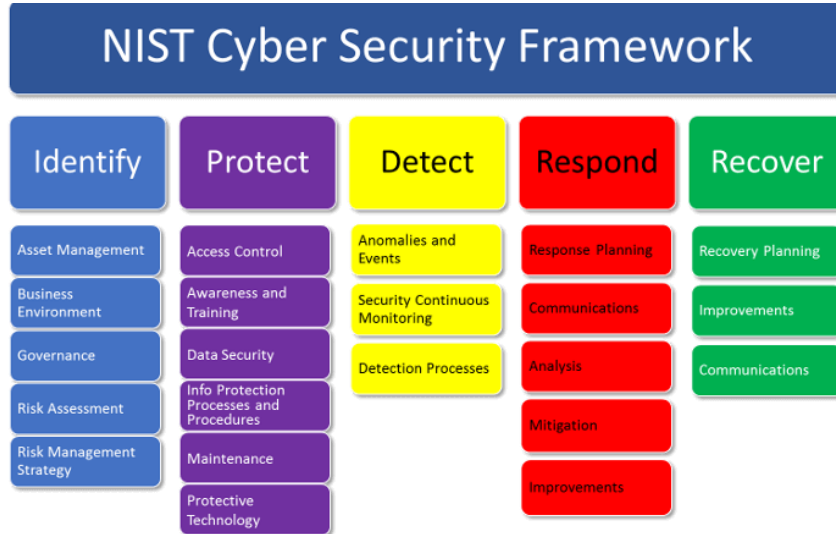 NIST Cyber Security Framework
Identify
Asset Management
Business
Environment
Governance
Risk Assessment
Risk Management
Strategy
Protect
Access Control
Awareness and
Training
Data Security
Info Protection
Processes and
Procedures
Maintenance
Protective
Technology
Detect
Anomalies and
Events
Security Continuous
Monitoring
Detection Processes
Respond
Response Planning
Communications
Analysis
Mitigation
Improvements
Recover
Recovery Planning
Improvements
Communications